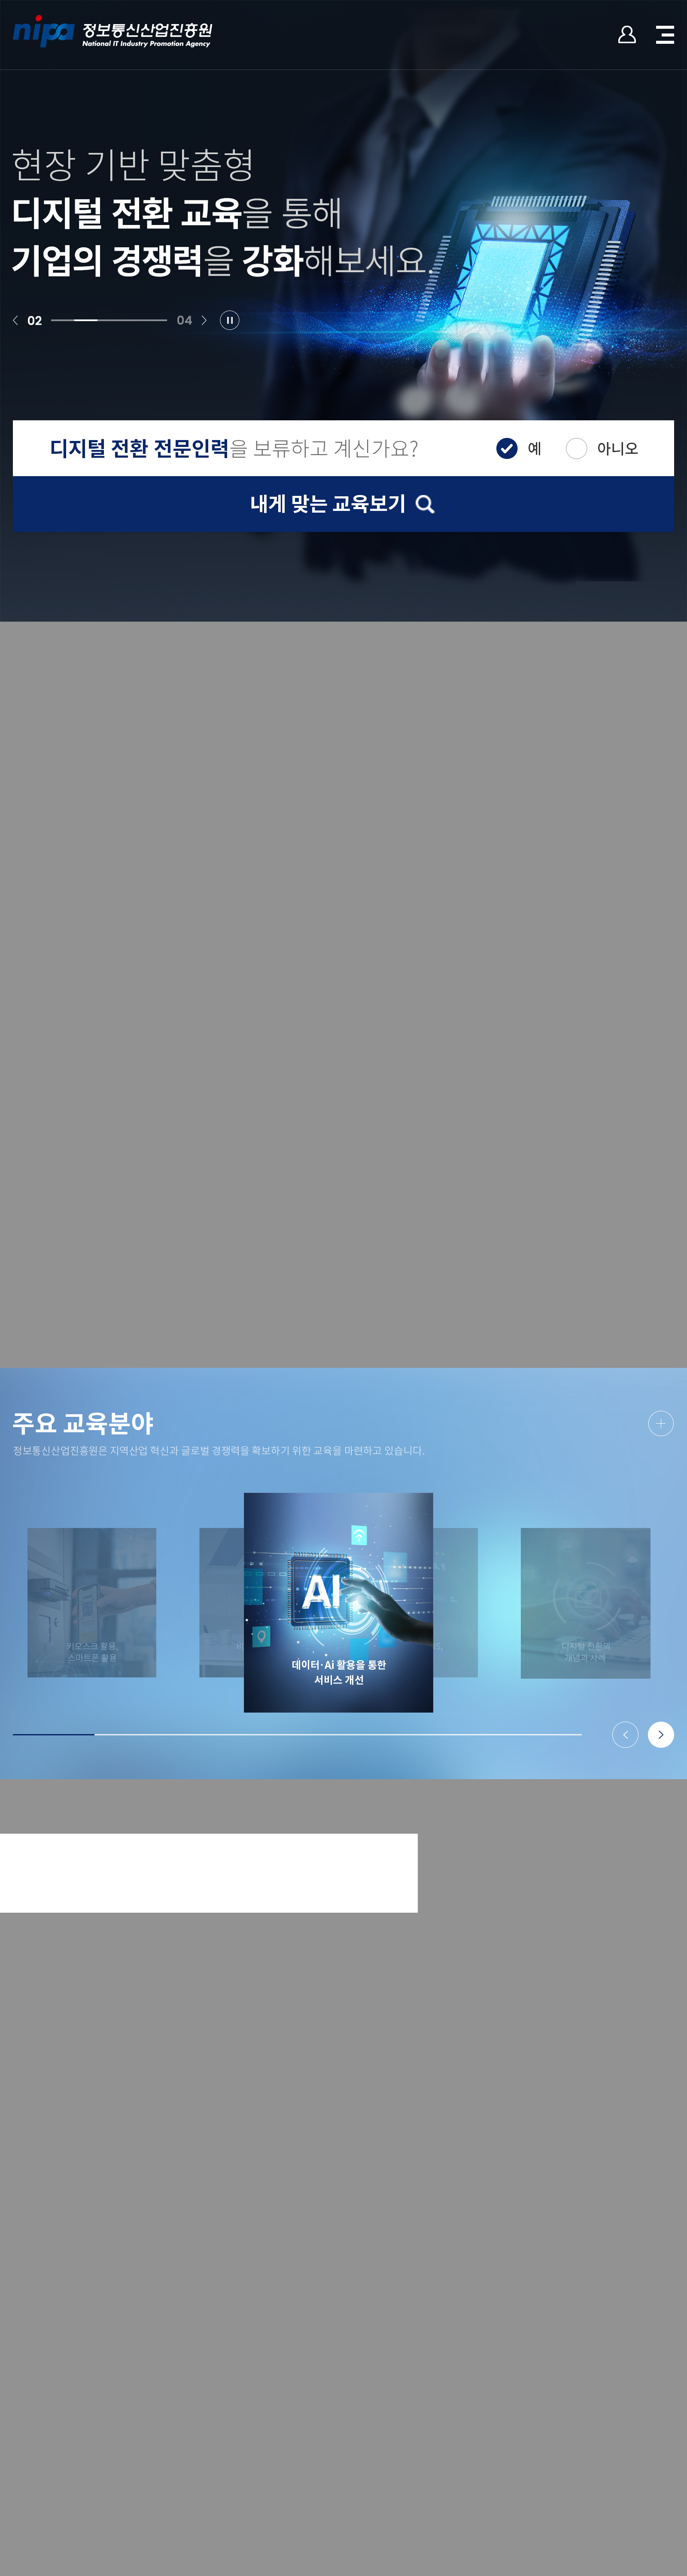 nipa 정보통신산업진흥원
National IT Industry Promotion Agency
현장 기반 맞춤형
디지털 전환 교육을 통해
기업의 경쟁력을 강화해보세요.
02 04
디지털 전환 전문인력을 보류하고 계신가요? 예 아니오
내게 맞는 교육보기
주요 교육분야
정보통신산업진흥원은 지역산업 혁신과 글로벌 경쟁력을 확보하기 위한 교육을 마련하고 있습니다.
AI
키오스크 활용,
스마트폰 활용
데이터·Ai 활용을 통한
서비스 개선
디지털 전환의
개념과 사례